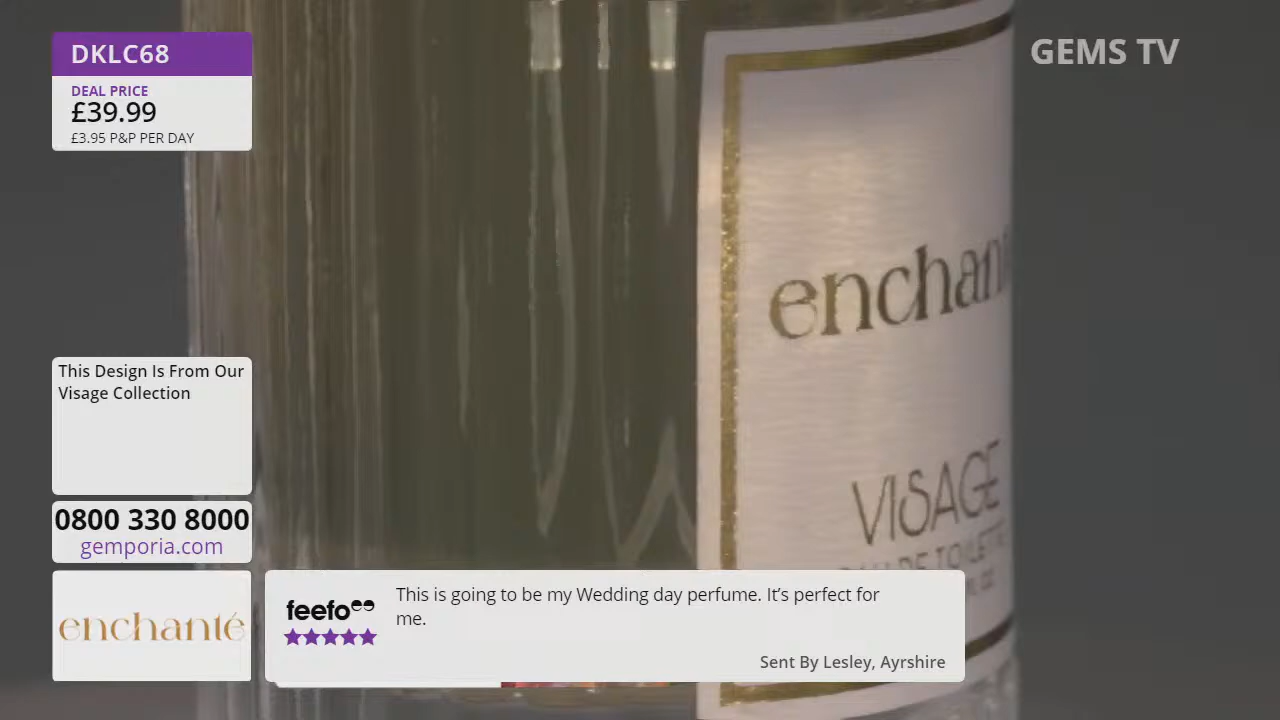 DKLC68
DEAL PRICE
£39.99
£3.95 P&P PER DAY
GEMS TV
enchan
VISAGE
This Design Is From Our
Visage Collection
0800 330 8000
gemporia.com
enchanté
feefo
This is going to be my Wedding day perfume. It’s perfect for
me.
Sent By Lesley, Ayrshire